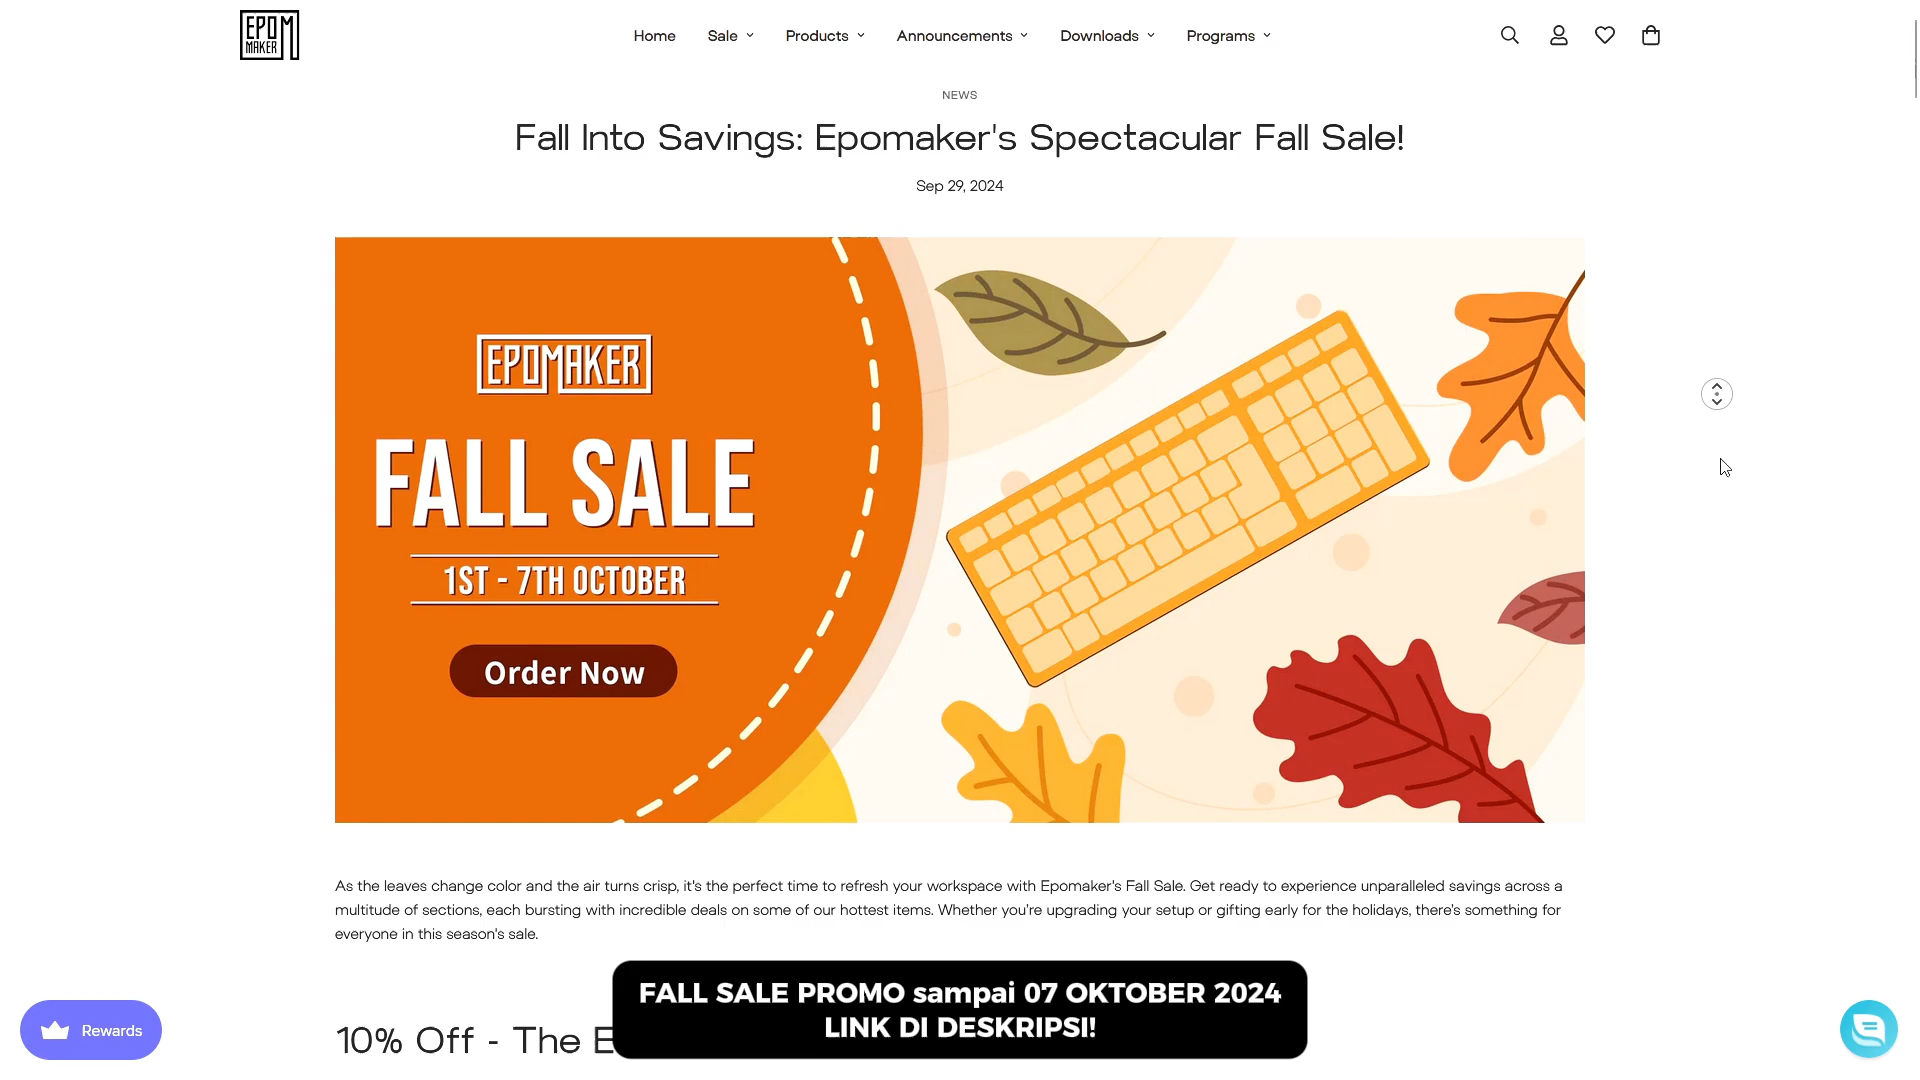 EPOMAKER
Home Sale Products Announcements Downloads Programs
NEWS
Fall Into Savings: Epomaker's Spectacular Fall Sale!
Sep 29, 2024
EPOMAKER
FALL SALE
1ST - 7TH OCTOBER
Order Now
As the leaves change color and the air turns crisp, it's the perfect time to refresh your workspace with Epomaker's Fall Sale. Get ready to experience unparalleled savings across a
multitude of sections, each bursting with incredible deals on some of our hottest items. Whether you're upgrading your setup or gifting early for the holidays, there's something for
everyone in this season's sale.
FALL SALE PROMO sampai 07 OKTOBER 2024
LINK DI DESKRIPSI!
Rewards
10% Off - The